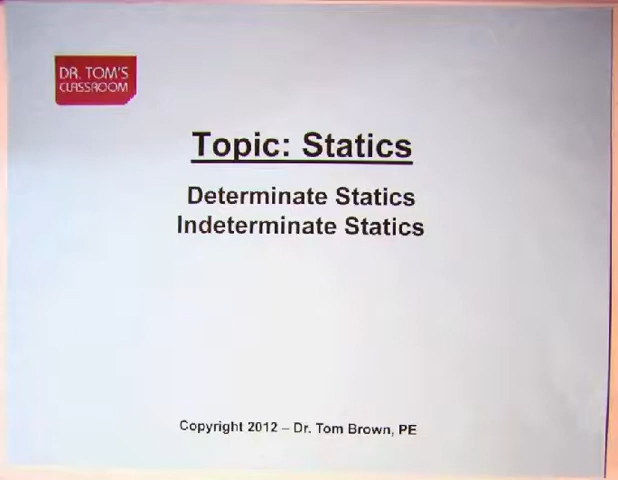 DR. TOM'S
CLASSROOM
Topic: Statics
Determinate Statics
Indeterminate Statics
Copyright 2012 – Dr. Tom Brown, PE